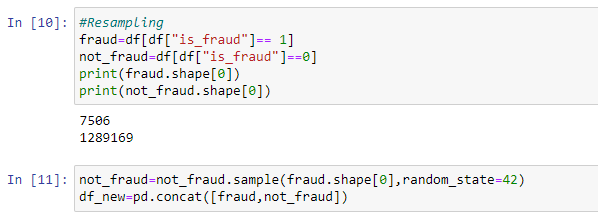 In [10]:
#Resampling
fraud=df[df["is_fraud"]== 1]
not_fraud=df[df["is_fraud"]==0]
print(fraud.shape[0])
print(not_fraud.shape[0])
7506
1289169
In [11]:
not_fraud=not_fraud.sample(fraud.shape[0],random_state=42)
df_new=pd.concat([fraud,not_fraud])